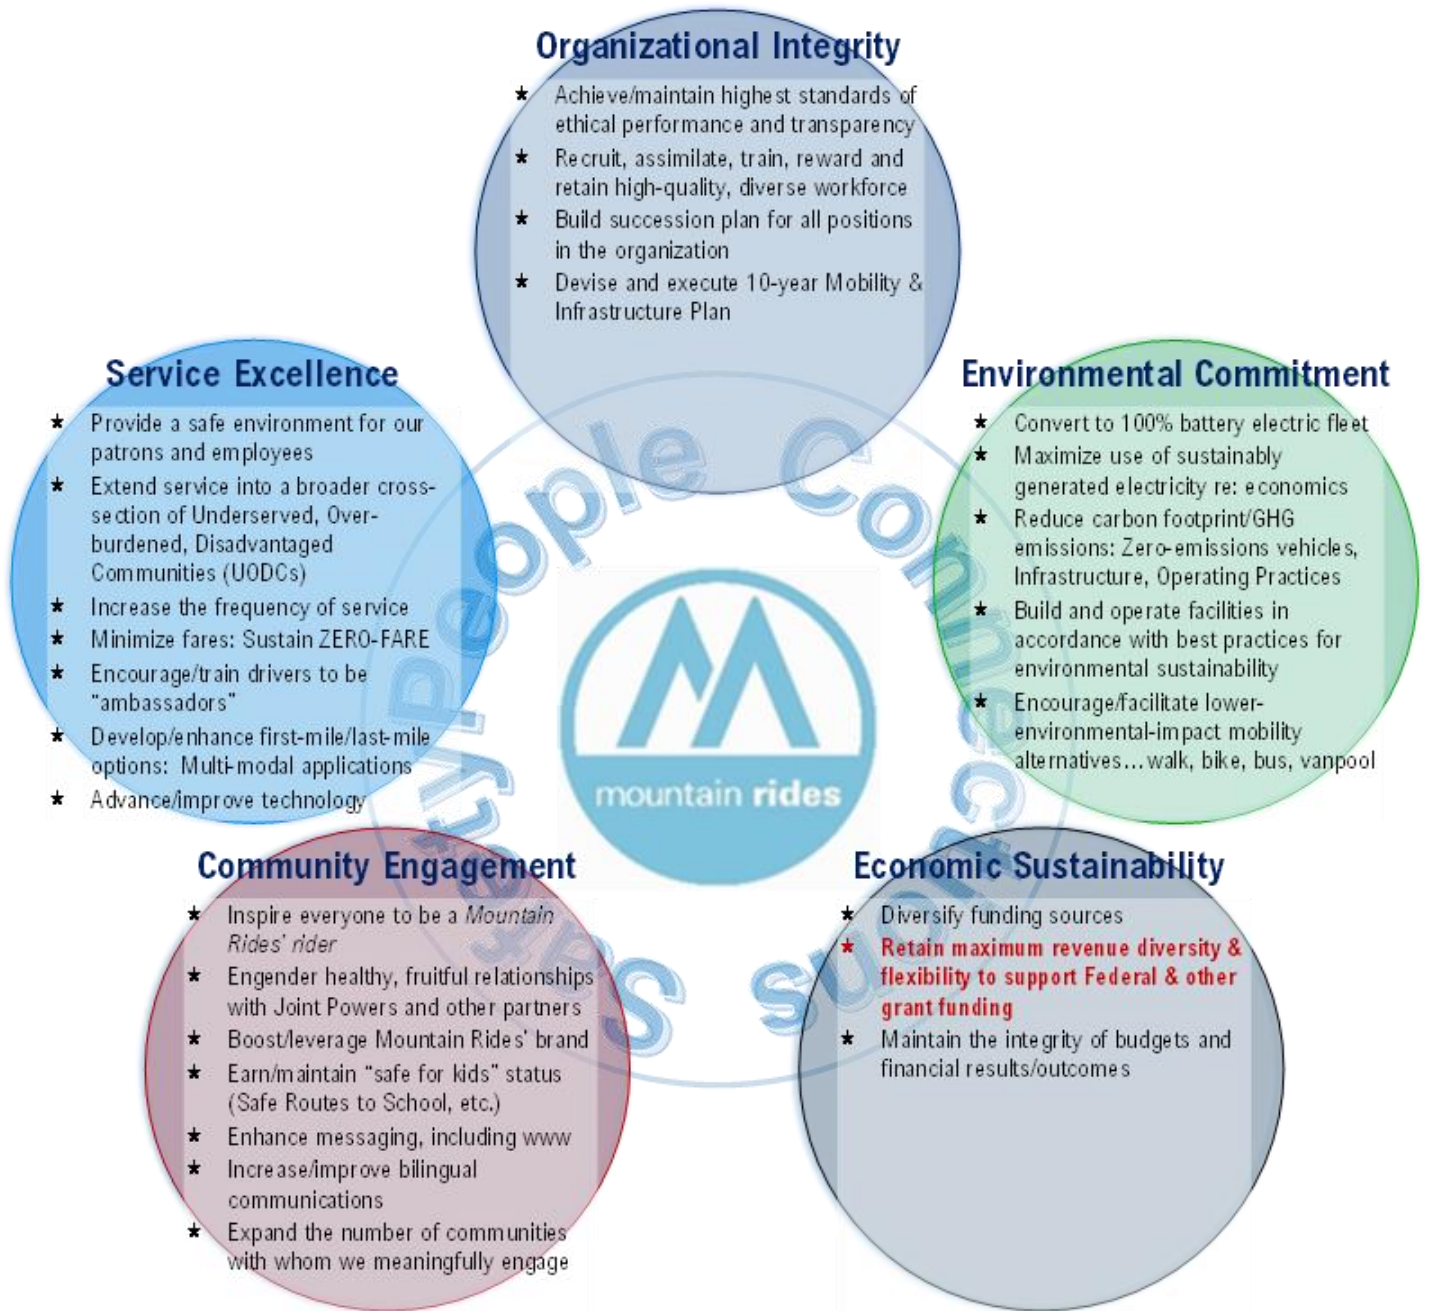 Organizational Integrity
★ Achieve/maintain highest standards of
ethical performance and transparency
★ Recruit, assimilate, train, reward and
retain high-quality, diverse workforce
★ Build succession plan for all positions
in the organization
★ Devise and execute 10-year Mobility &
Infrastructure Plan
Service Excellence
★ Provide a safe environment for our
patrons and employees
★ Extend service into a broader cross-
section of Underserved, Over-
burdened, Disadvantaged
Communities (UODCs)
★ Increase the frequency of service
★ Minimize fares: Sustain ZERO-FARE
★ Encourage/train drivers to be
"ambassadors"
★ Develop/enhance first-mile/last-mile
options: Multi-modal applications
★ Advance/improve technology
Environmental Commitment
★ Convert to 100% battery electric fleet
★ Maximize use of sustainably
generated electricity re: economics
★ Reduce carbon footprint/GHG
emissions: Zero-emissions vehicles,
Infrastructure, Operating Practices
★ Build and operate facilities in
accordance with best practices for
environmental sustainability
★ Encourage/facilitate lower-
environmental-impact mobility
alternatives...walk, bike, bus, vanpool
Safety People Connections
mountain rides
Community Engagement
★ Inspire everyone to be a Mountain
Rides' rider
★ Engender healthy, fruitful relationships
with Joint Powers and other partners
★ Boost/leverage Mountain Rides' brand
★ Earn/maintain "safe for kids" status
(Safe Routes to School, etc.)
★ Enhance messaging, including www
★ Increase/improve bilingual
communications
★ Expand the number of communities
with whom we meaningfully engage
Economic Sustainability
★ Diversify funding sources
★ Retain maximum revenue diversity &
flexibility to support Federal & other
grant funding
★ Maintain the integrity of budgets and
financial results/outcomes